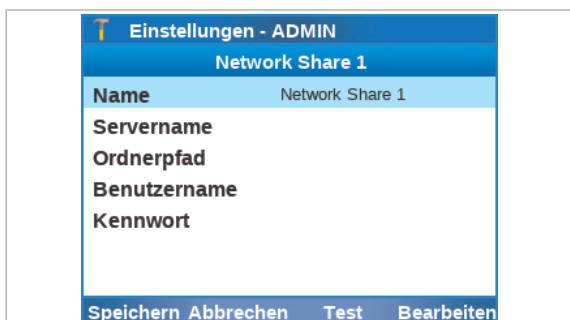 Einstellungen - ADMIN
Network Share 1
Name Network Share 1
Servername
Ordnerpfad
Benutzername
Kennwort
Speichern Abbrechen Test Bearbeiten